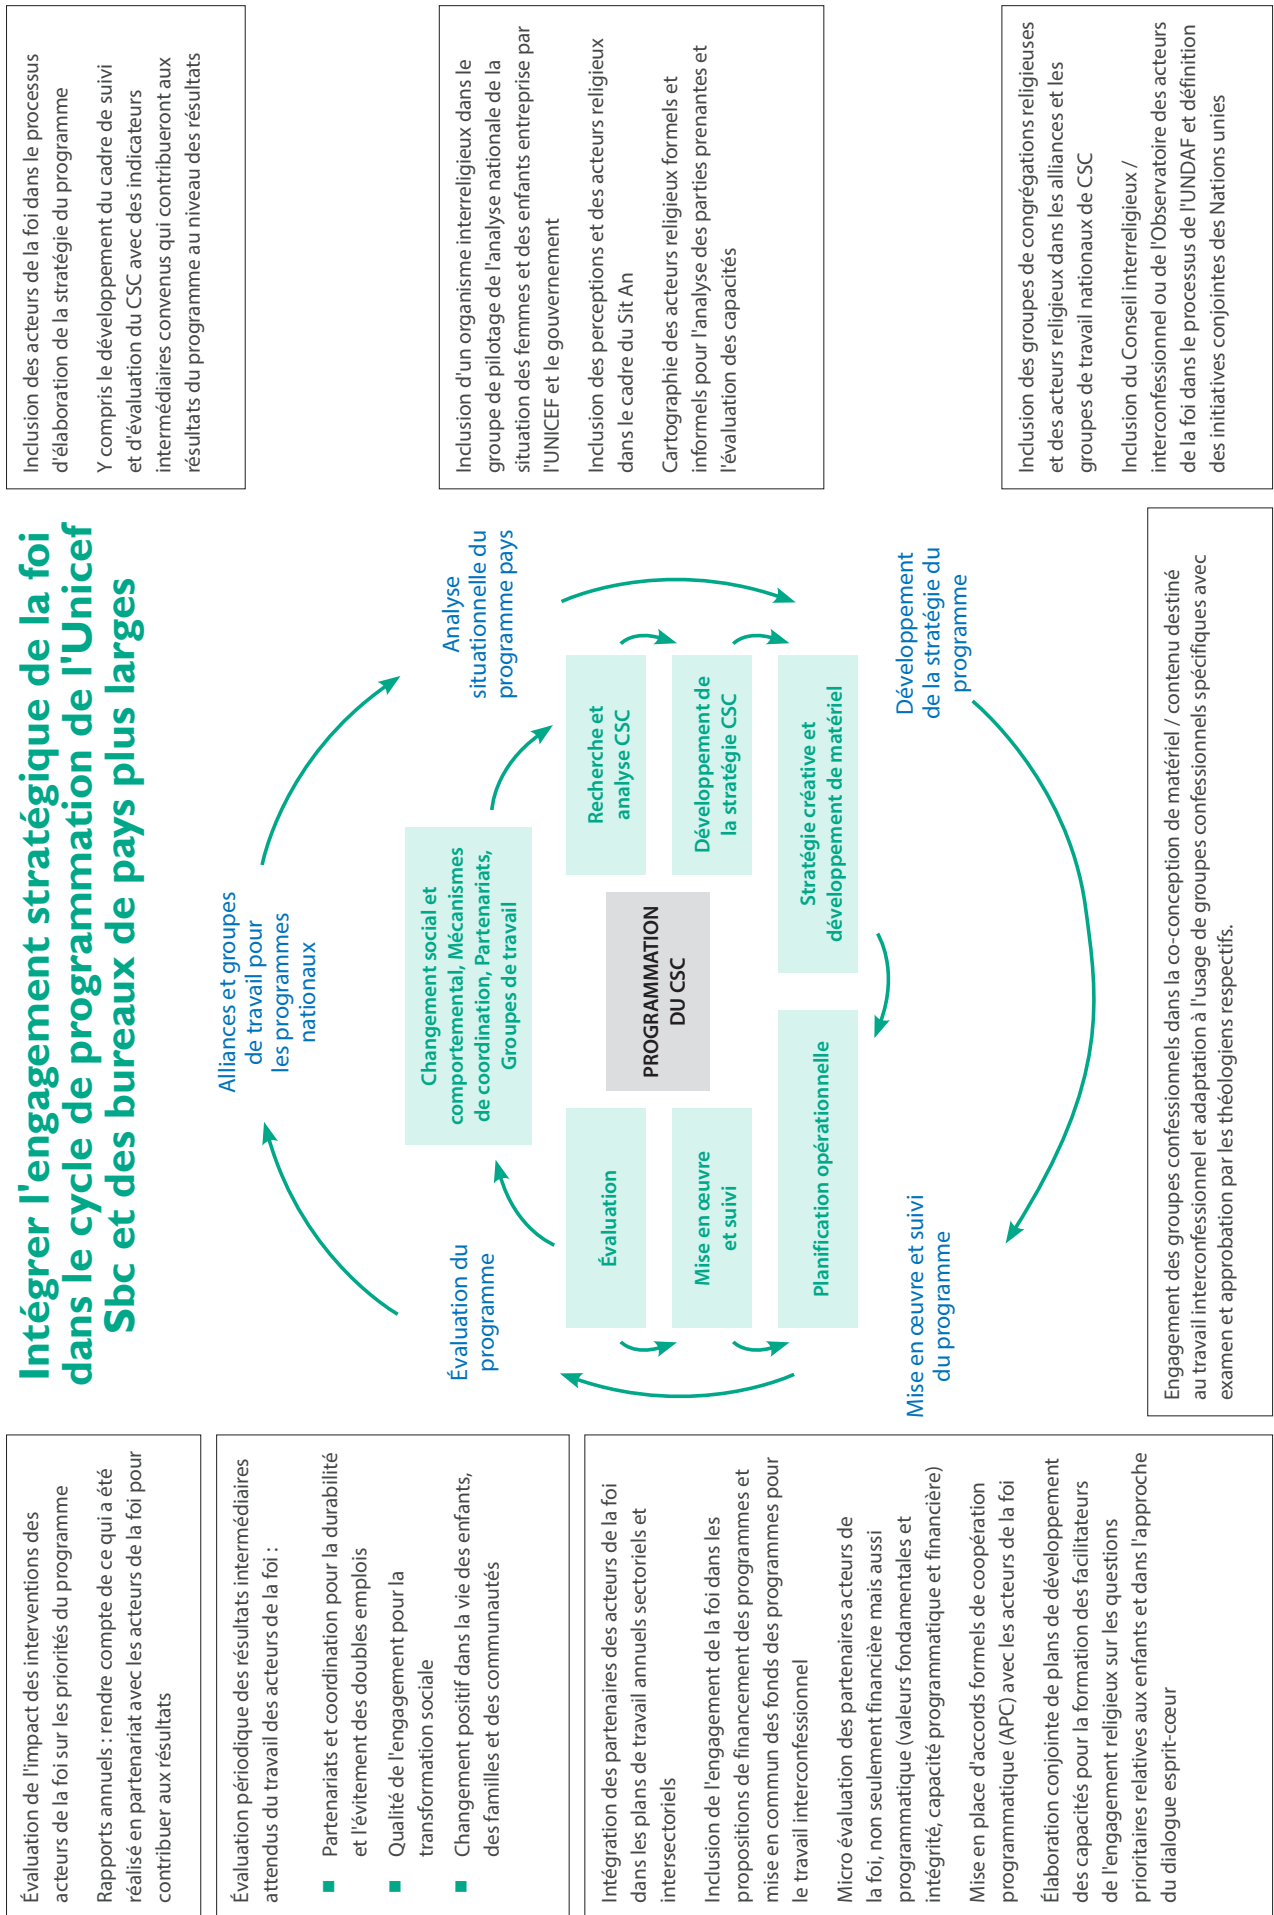 Intégrer l'engagement stratégique de la foi
dans le cycle de programmation de l'Unicef
Sbc et des bureaux de pays plus larges
Évaluation de l'impact des interventions des
acteurs de la foi sur les priorités du programme
Rapports annuels : rendre compte de ce qui a été
réalisé en partenariat avec les acteurs de la foi pour
contribuer aux résultats
Évaluation périodique des résultats intermédiaires
attendus du travail des acteurs de la foi :
■ Partenariats et coordination pour la durabilité
et l'évitement des doubles emplois
■ Qualité de l'engagement pour la
transformation sociale
■ Changement positif dans la vie des enfants,
des familles et des communautés
Intégration des partenaires des acteurs de la foi
dans les plans de travail annuels sectoriels et
intersectoriels
Inclusion de l'engagement de la foi dans les
propositions de financement des programmes et
mise en commun des fonds des programmes pour
le travail interconfessionnel
Micro évaluation des partenaires acteurs de
la foi, non seulement financière mais aussi
programmatique (valeurs fondamentales et
intégrité, capacité programmatique et financière)
Mise en place d'accords formels de coopération
programmatique (APC) avec les acteurs de la foi
Élaboration conjointe de plans de développement
des capacités pour la formation des facilitateurs
de l'engagement religieux sur les questions
prioritaires relatives aux enfants et dans l'approche
du dialogue esprit-cœur
Alliances et groupes
de travail pour
les programmes
nationaux
Évaluation du
programme
Analyse
situationnelle du
programme pays
Changement social et
comportemental, Mécanismes
de coordination, Partenariats,
Groupes de travail
Évaluation
Recherche et
analyse CSC
PROGRAMMATION
DU CSC
Mise en œuvre
et suivi
Développement de
la stratégie CSC
Planification opérationnelle
Stratégie créative et
développement de matériel
Mise en œuvre et suivi
du programme
Développement
de la stratégie du
programme
Engagement des groupes confessionnels dans la co-conception de matériel / contenu destiné
au travail interconfessionnel et adaptation à l'usage de groupes confessionnels spécifiques avec
examen et approbation par les théologiens respectifs.
Inclusion des acteurs de la foi dans le processus
d'élaboration de la stratégie du programme
Y compris le développement du cadre de suivi
et d'évaluation du CSC avec des indicateurs
intermédiaires convenus qui contribueront aux
résultats du programme au niveau des résultats
Inclusion d'un organisme interreligieux dans le
groupe de pilotage de l'analyse nationale de la
situation des femmes et des enfants entreprise par
l'UNICEF et le gouvernement
Inclusion des perceptions et des acteurs religieux
dans le cadre du Sit An
Cartographie des acteurs religieux formels et
informels pour l'analyse des parties prenantes et
l'évaluation des capacités
Inclusion des groupes de congrégations religieuses
et des acteurs religieux dans les alliances et les
groupes de travail nationaux de CSC
Inclusion du Conseil interreligieux /
interconfessionnel ou de l'Observatoire des acteurs
de la foi dans le processus de l'UNDAF et définition
des initiatives conjointes des Nations unies